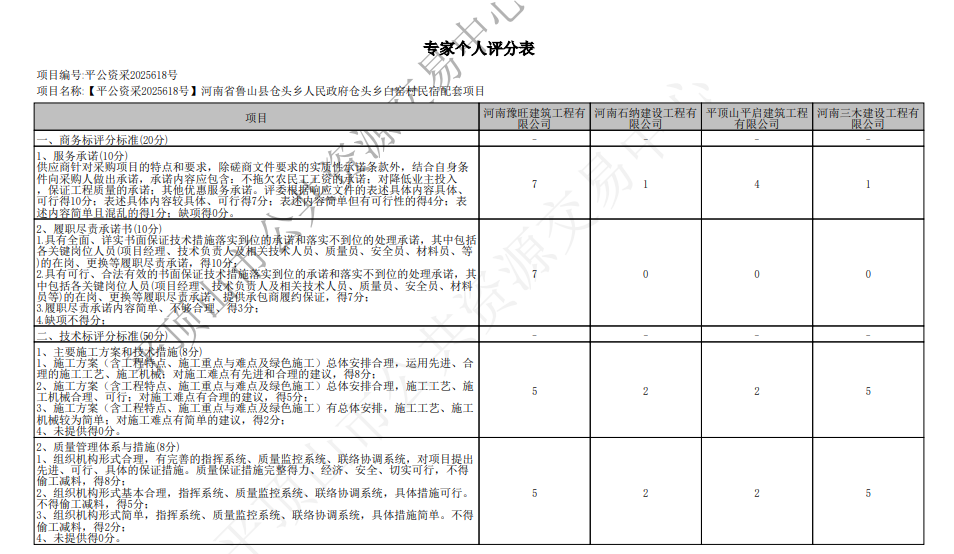 专家个人评分表
项目编号:平公资采2025618号
项目名称:【平公资采2025618号】河南省鲁山县仓头乡人民政府仓头乡白窑村民宿配套项目
项目 河南豫旺建筑工程有限公司 河南石纳建设工程有限公司 平顶山平启建筑工程有限公司 河南三木建设工程有限公司
一、商务标评分标准(20分) - - - -
1、服务承诺(10分)
供应商针对采购项目的特点和要求,除磋商文件要求的实质性承诺条款外,结合自身条
件向采购人做出承诺,承诺内容应包含:不拖欠农民工工资的承诺;对降低业主投入
,保证工程质量的承诺;其他优惠服务承诺。评委根据响应文件的表述具体内容具体、
可行得10分;表述具体内容较具体、可行得7分;表述内容简单但有可行性的得4分;表
述内容简单且混乱的得1分;缺项得0分。
7 1 4 1
2、履职尽责承诺书(10分)
1.具有全面、详实书面保证技术措施落实到位的承诺和落实不到位的处理承诺,其中包括
各关键岗位人员(项目经理、技术负责人及相关技术人员、质量员、安全员、材料员、等
)的在岗、更换等履职尽责承诺,得10分;
2.具有可行、合法有效的书面保证技术措施落实到位的承诺和落实不到位的处理承诺,其
中包括各关键岗位人员(项目经理、技术负责人及相关技术人员、质量员、安全员、材料
员等)的在岗、更换等履职尽责承诺、提供承包商履约保证,得7分;
3.履职尽责承诺内容简单、不够合理、得3分;
4.缺项不得分;
7 0 0 0
二、技术标评分标准(50分) - - - -
1、主要施工方案和技术措施(8分)
1、施工方案(含工程特点、施工重点与难点及绿色施工)总体安排合理,运用先进、合
理的施工工艺、施工机械;对施工难点有先进和合理的建议,得8分;
2、施工方案(含工程特点、施工重点与难点及绿色施工)总体安排合理,施工工艺、施
工机械合理、可行;对施工难点有合理的建议,得5分;
3、施工方案(含工程特点、施工重点与难点及绿色施工)有总体安排,施工工艺、施工
机械较为简单;对施工难点有简单的建议,得2分;
4、未提供得0分。
5 2 2 5
2、质量管理体系与措施(8分)
1、组织机构形式合理,有完善的指挥系统、质量监控系统、联络协调系统,对项目提出
先进、可行、具体的保证措施。质量保证措施完整得力、经济、安全、切实可行,不得
偷工减料,得8分;
2、组织机构形式基本合理,指挥系统、质量监控系统、联络协调系统,具体措施可行。
不得偷工减料,得5分;
3、组织机构形式简单,指挥系统、质量监控系统、联络协调系统,具体措施简单。不得
偷工减料,得2分;
4、未提供得0分。
5 2 2 5
平顶山市公共资源交易中心
平顶山市公共资源交易中心